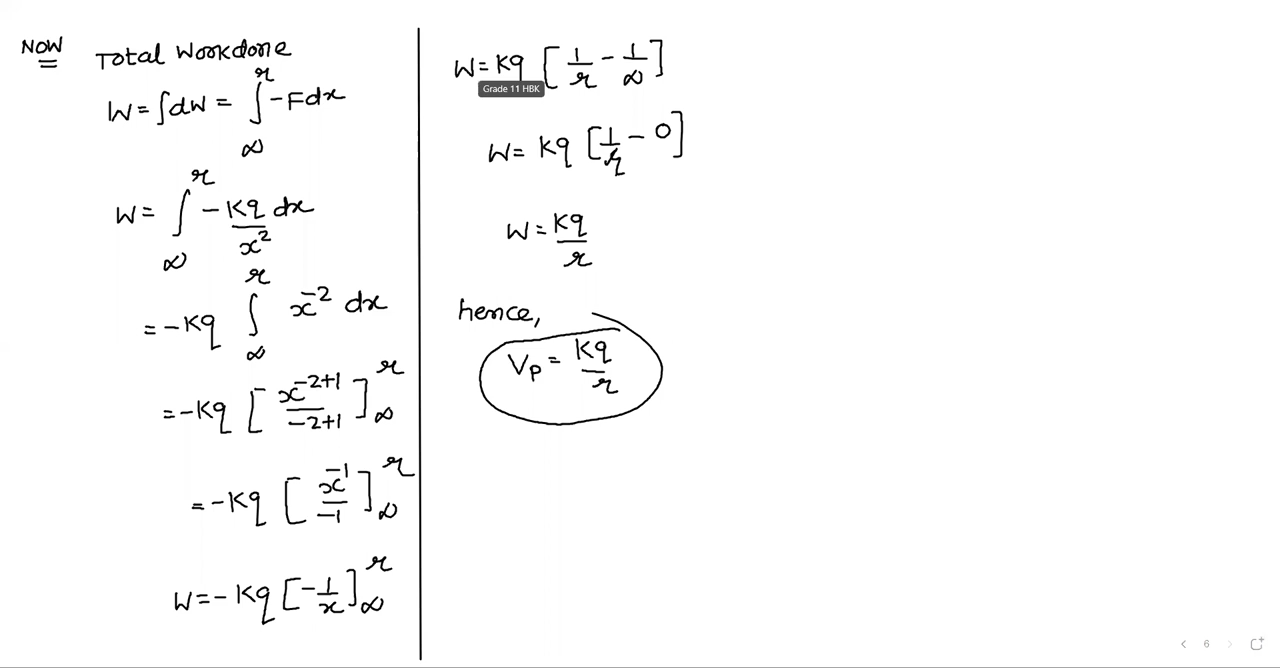 NOW Total Workdone
W = ∫dW = ∫_∞^r -Fdx
W = ∫_∞^r -Kq/x² dx
= -Kq ∫_∞^r x⁻² dx
= -Kq [x⁻²⁺¹/-2+1]_∞^r
= -Kq [x⁻¹/-1]_∞^r
W = -Kq [-1/x]_∞^r
W = Kq [1/r - 1/∞]
Grade 11 HBK
W = Kq [1/r - 0]
W = Kq/r
hence,
Vp = Kq/r
6